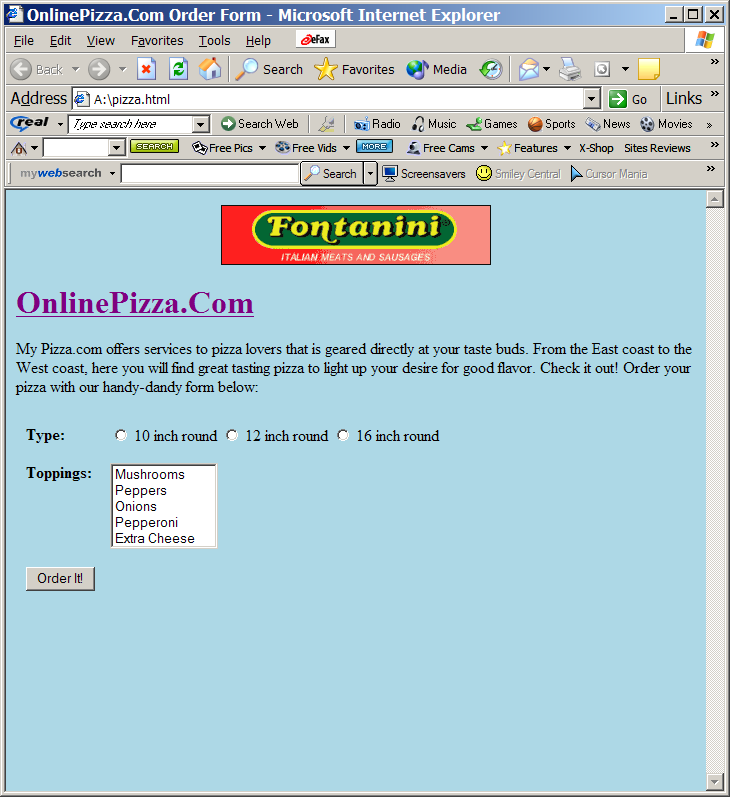 OnlinePizza.Com Order Form - Microsoft Internet Explorer
File Edit View Favorites Tools Help eFax
Back Search Favorites Media
Address A:\pizza.html Go Links
real Type search here Search Web Radio Music Games Sports News Movies
SEARCH Free Pics Free Vids MORE Free Cams Features X-Shop Sites Reviews
mywebsearch Search Screensavers Smiley Central Cursor Mania
Fontanini
ITALIAN MEATS AND SAUSAGES
OnlinePizza.Com
My Pizza.com offers services to pizza lovers that is geared directly at your taste buds. From the East coast to the
West coast, here you will find great tasting pizza to light up your desire for good flavor. Check it out! Order your
pizza with our handy-dandy form below:
Type: 10 inch round 12 inch round 16 inch round
Toppings: Mushrooms
Peppers
Onions
Pepperoni
Extra Cheese
Order It!